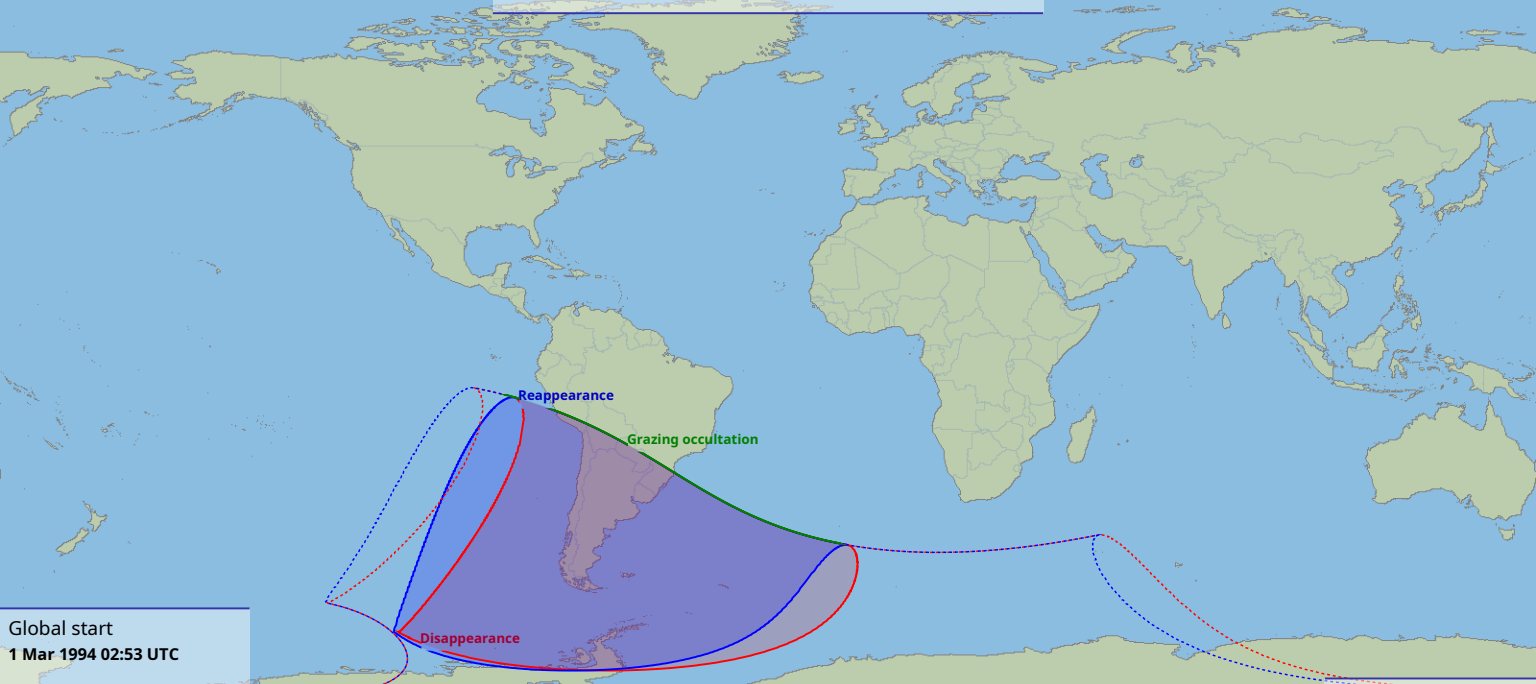 Reappearance
Grazing occultation
Disappearance
Global start
1 Mar 1994 02:53 UTC